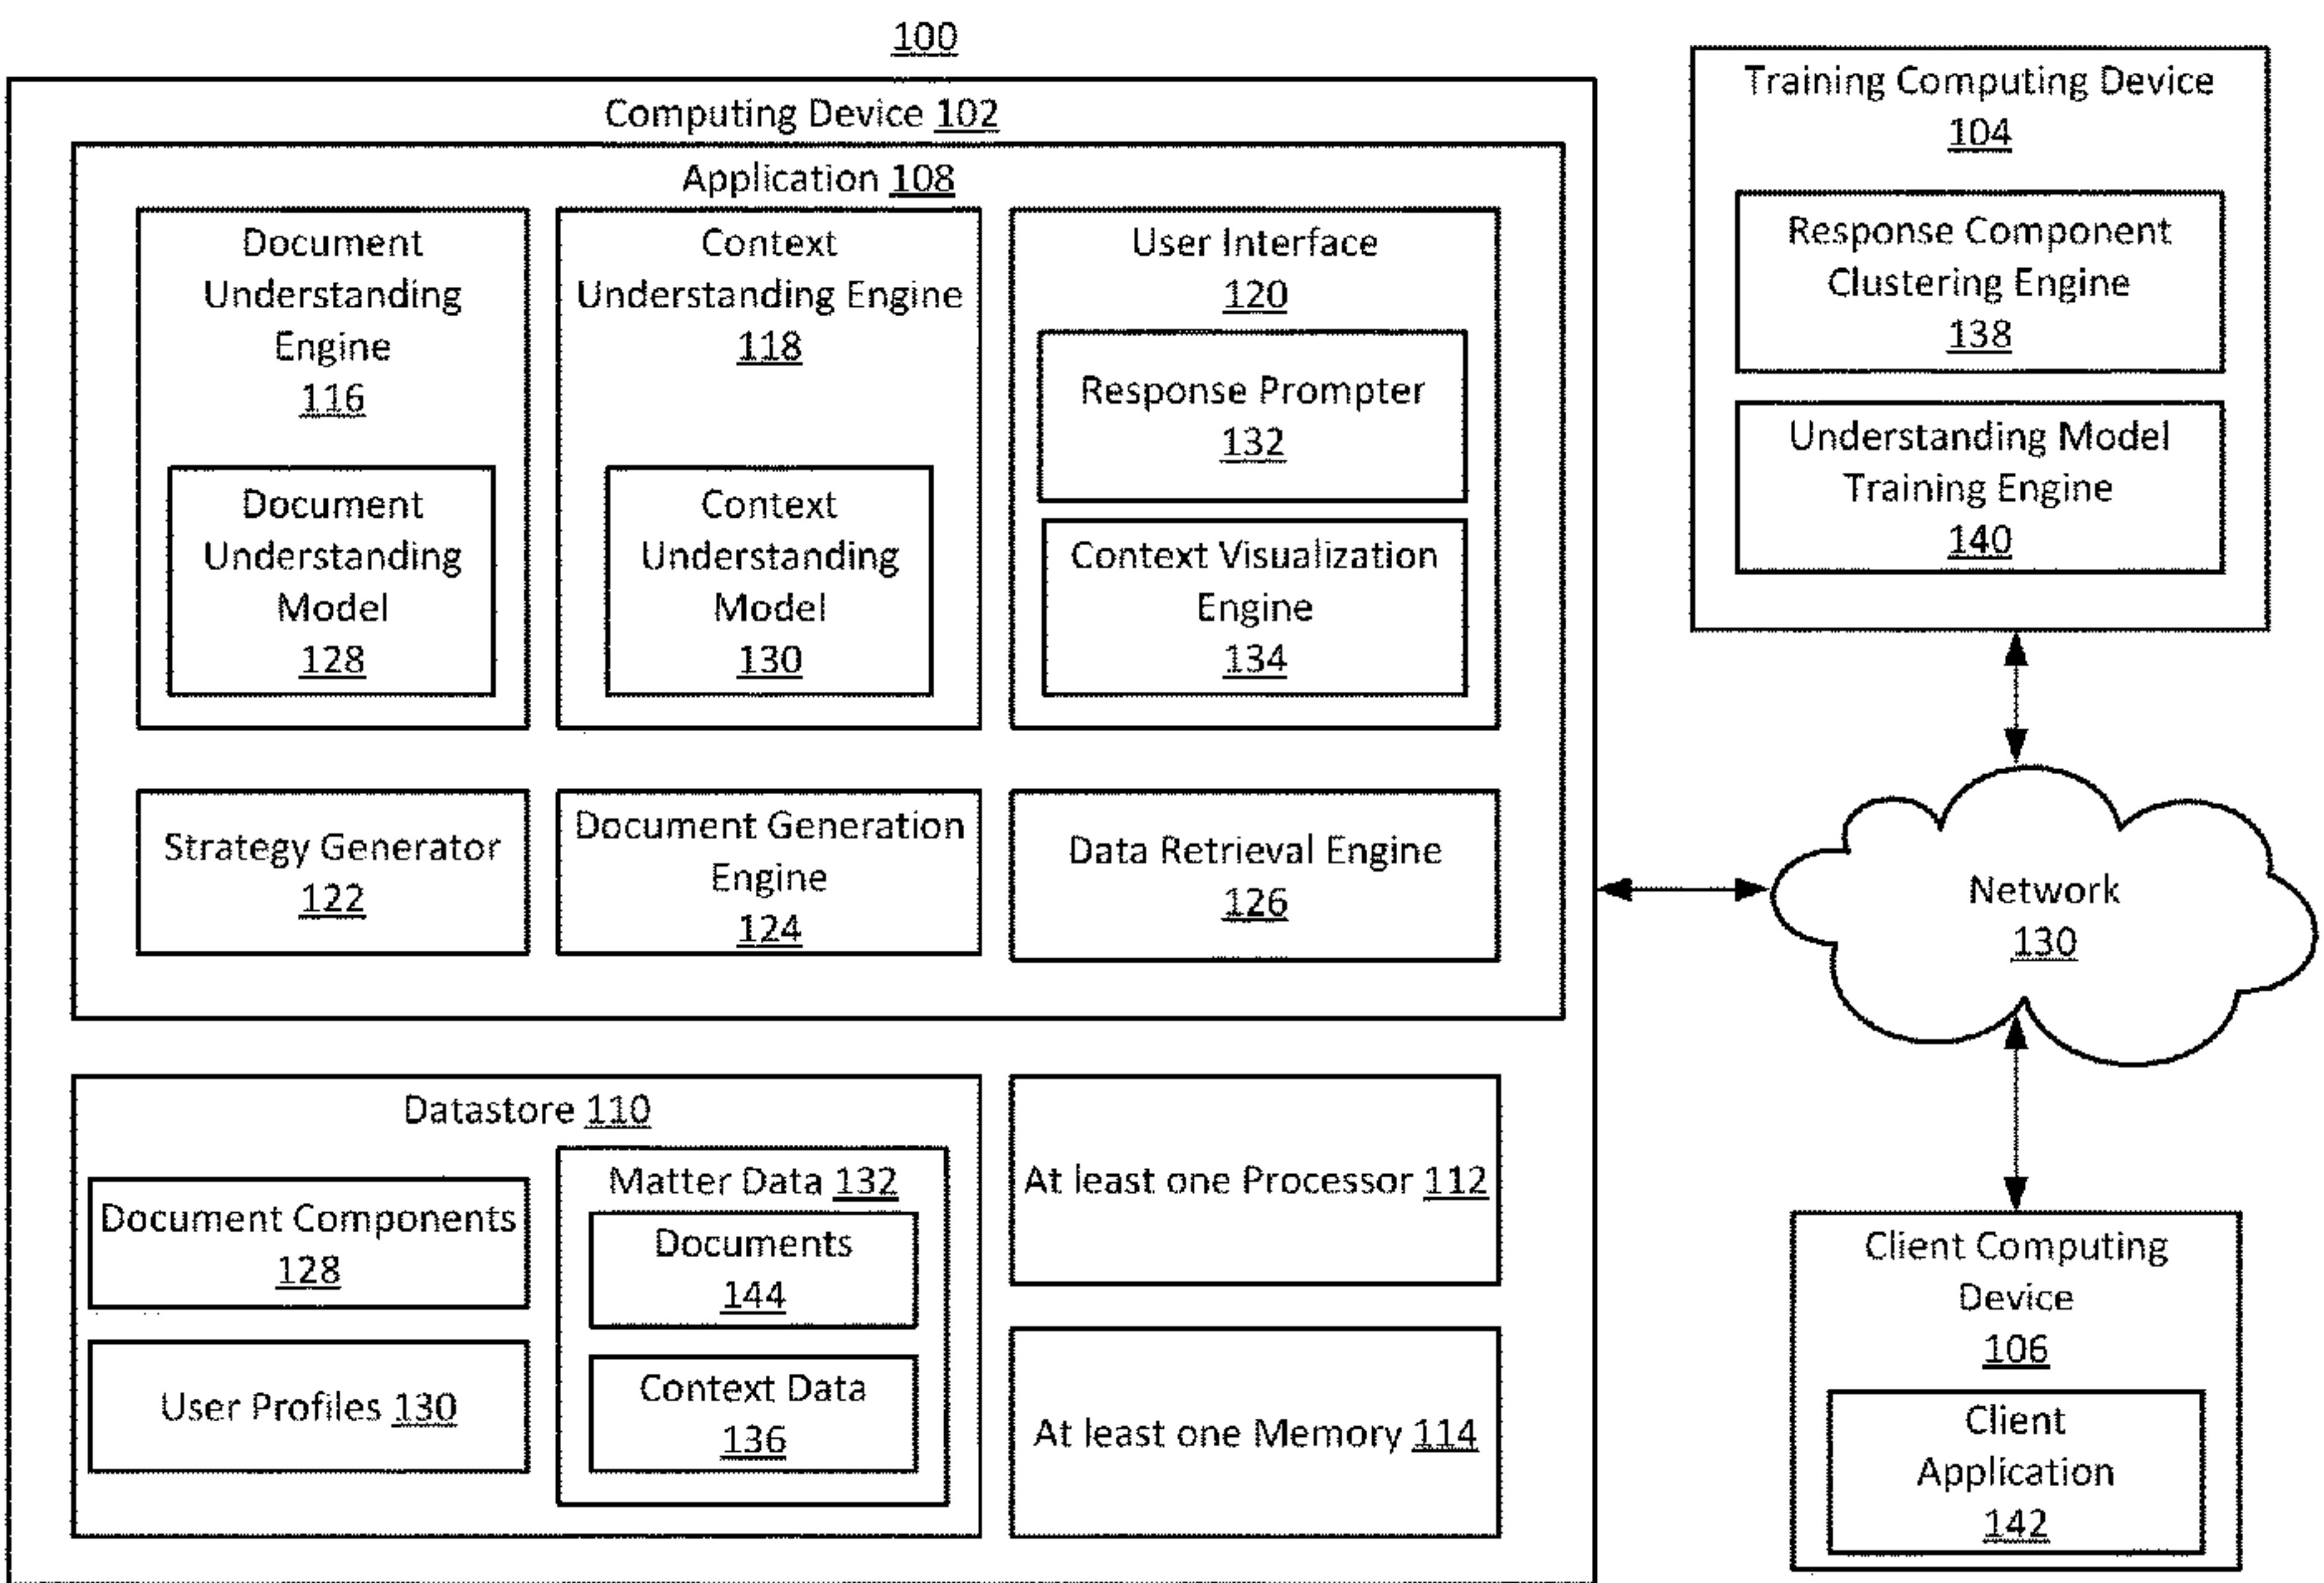 100
Computing Device 102
Application 108
Document
Understanding
Engine
116
Document
Understanding
Model
128
Context
Understanding Engine
118
Context
Understanding
Model
130
User Interface
120
Response Prompter
132
Context Visualization
Engine
134
Strategy Generator
122
Document Generation
Engine
124
Data Retrieval Engine
126
Datastore 110
Document Components
128
User Profiles 130
Matter Data 132
Documents
144
Context Data
136
At least one Processor 112
At least one Memory 114
Training Computing Device
104
Response Component
Clustering Engine
138
Understanding Model
Training Engine
140
Network
130
Client Computing
Device
106
Client
Application
142